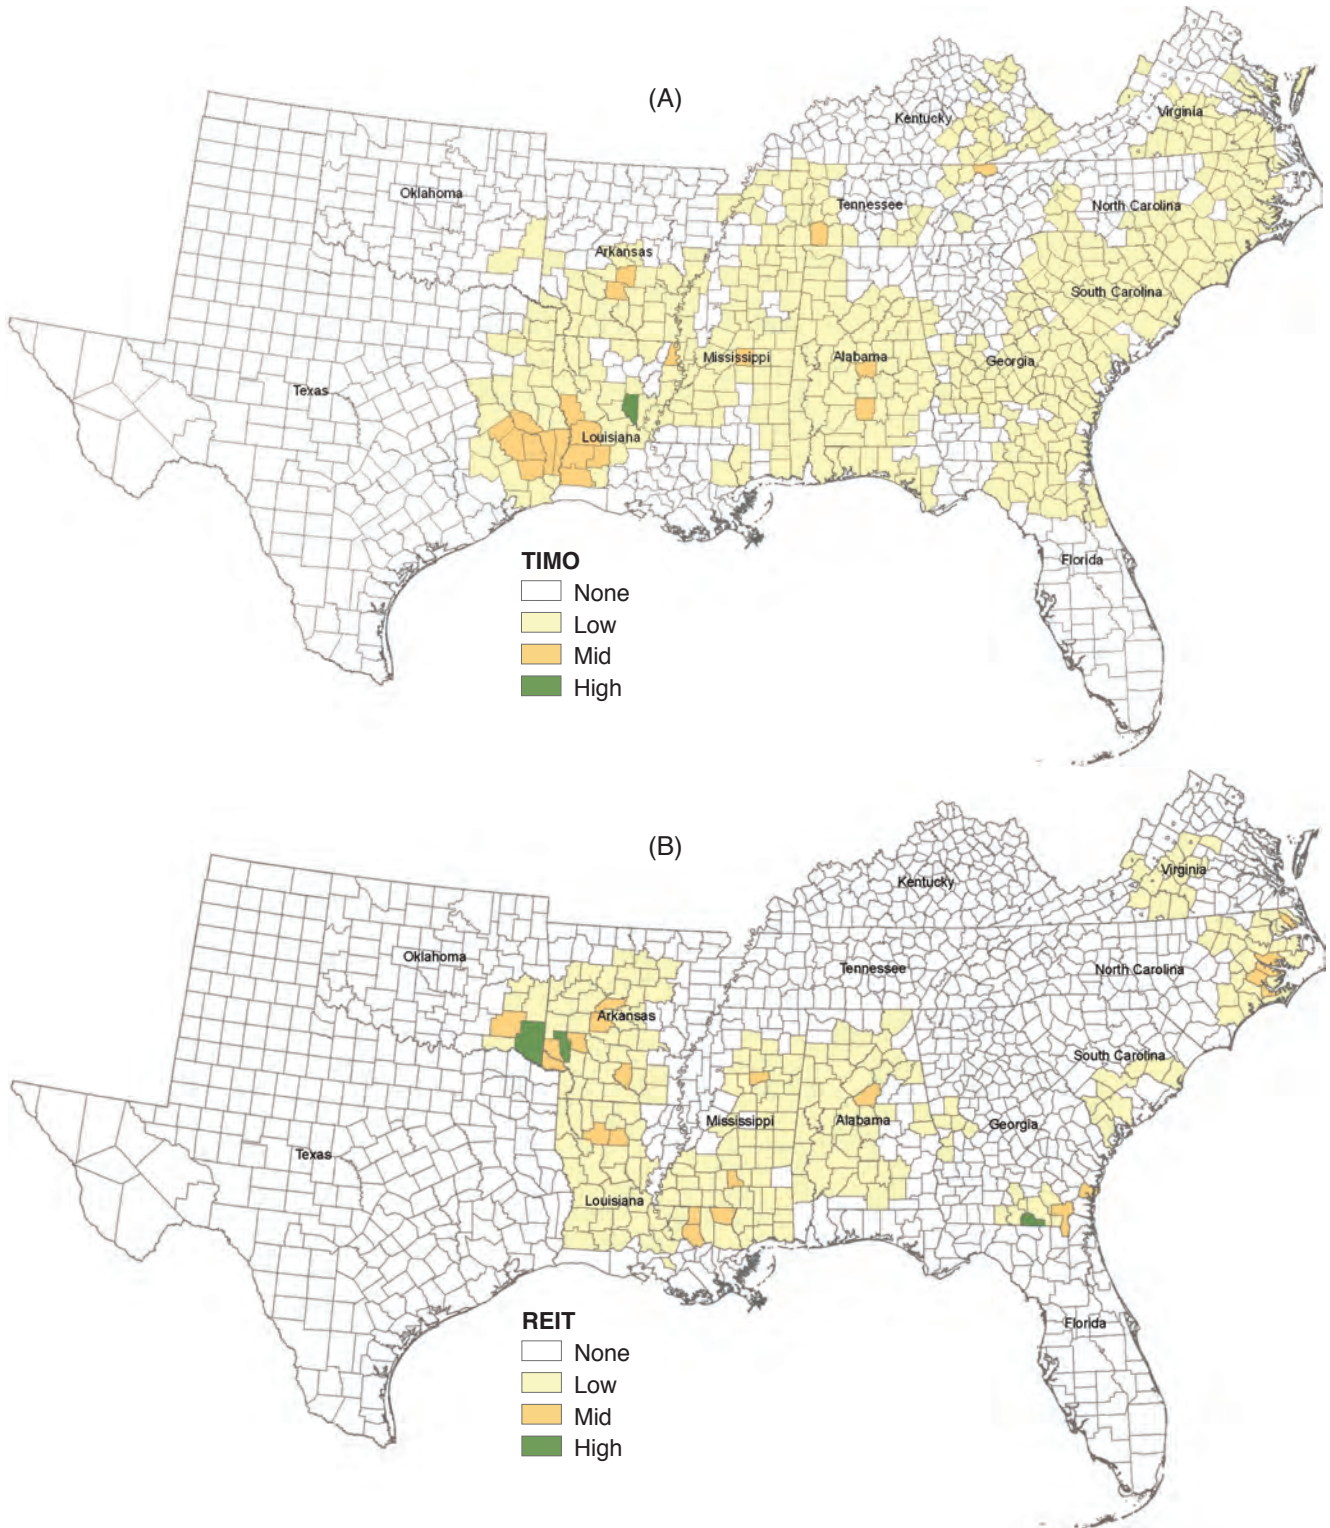 (A)
Kentucky
Virginia
Oklahoma
Tennessee
North Carolina
Arkansas
South Carolina
Mississippi
Alabama
Georgia
Texas
Louisiana
Florida
TIMO
None
Low
Mid
High
(B)
Kentucky
Virginia
Oklahoma
Tennessee
North Carolina
Arkansas
South Carolina
Mississippi
Alabama
Georgia
Texas
Louisiana
Florida
REIT
None
Low
Mid
High